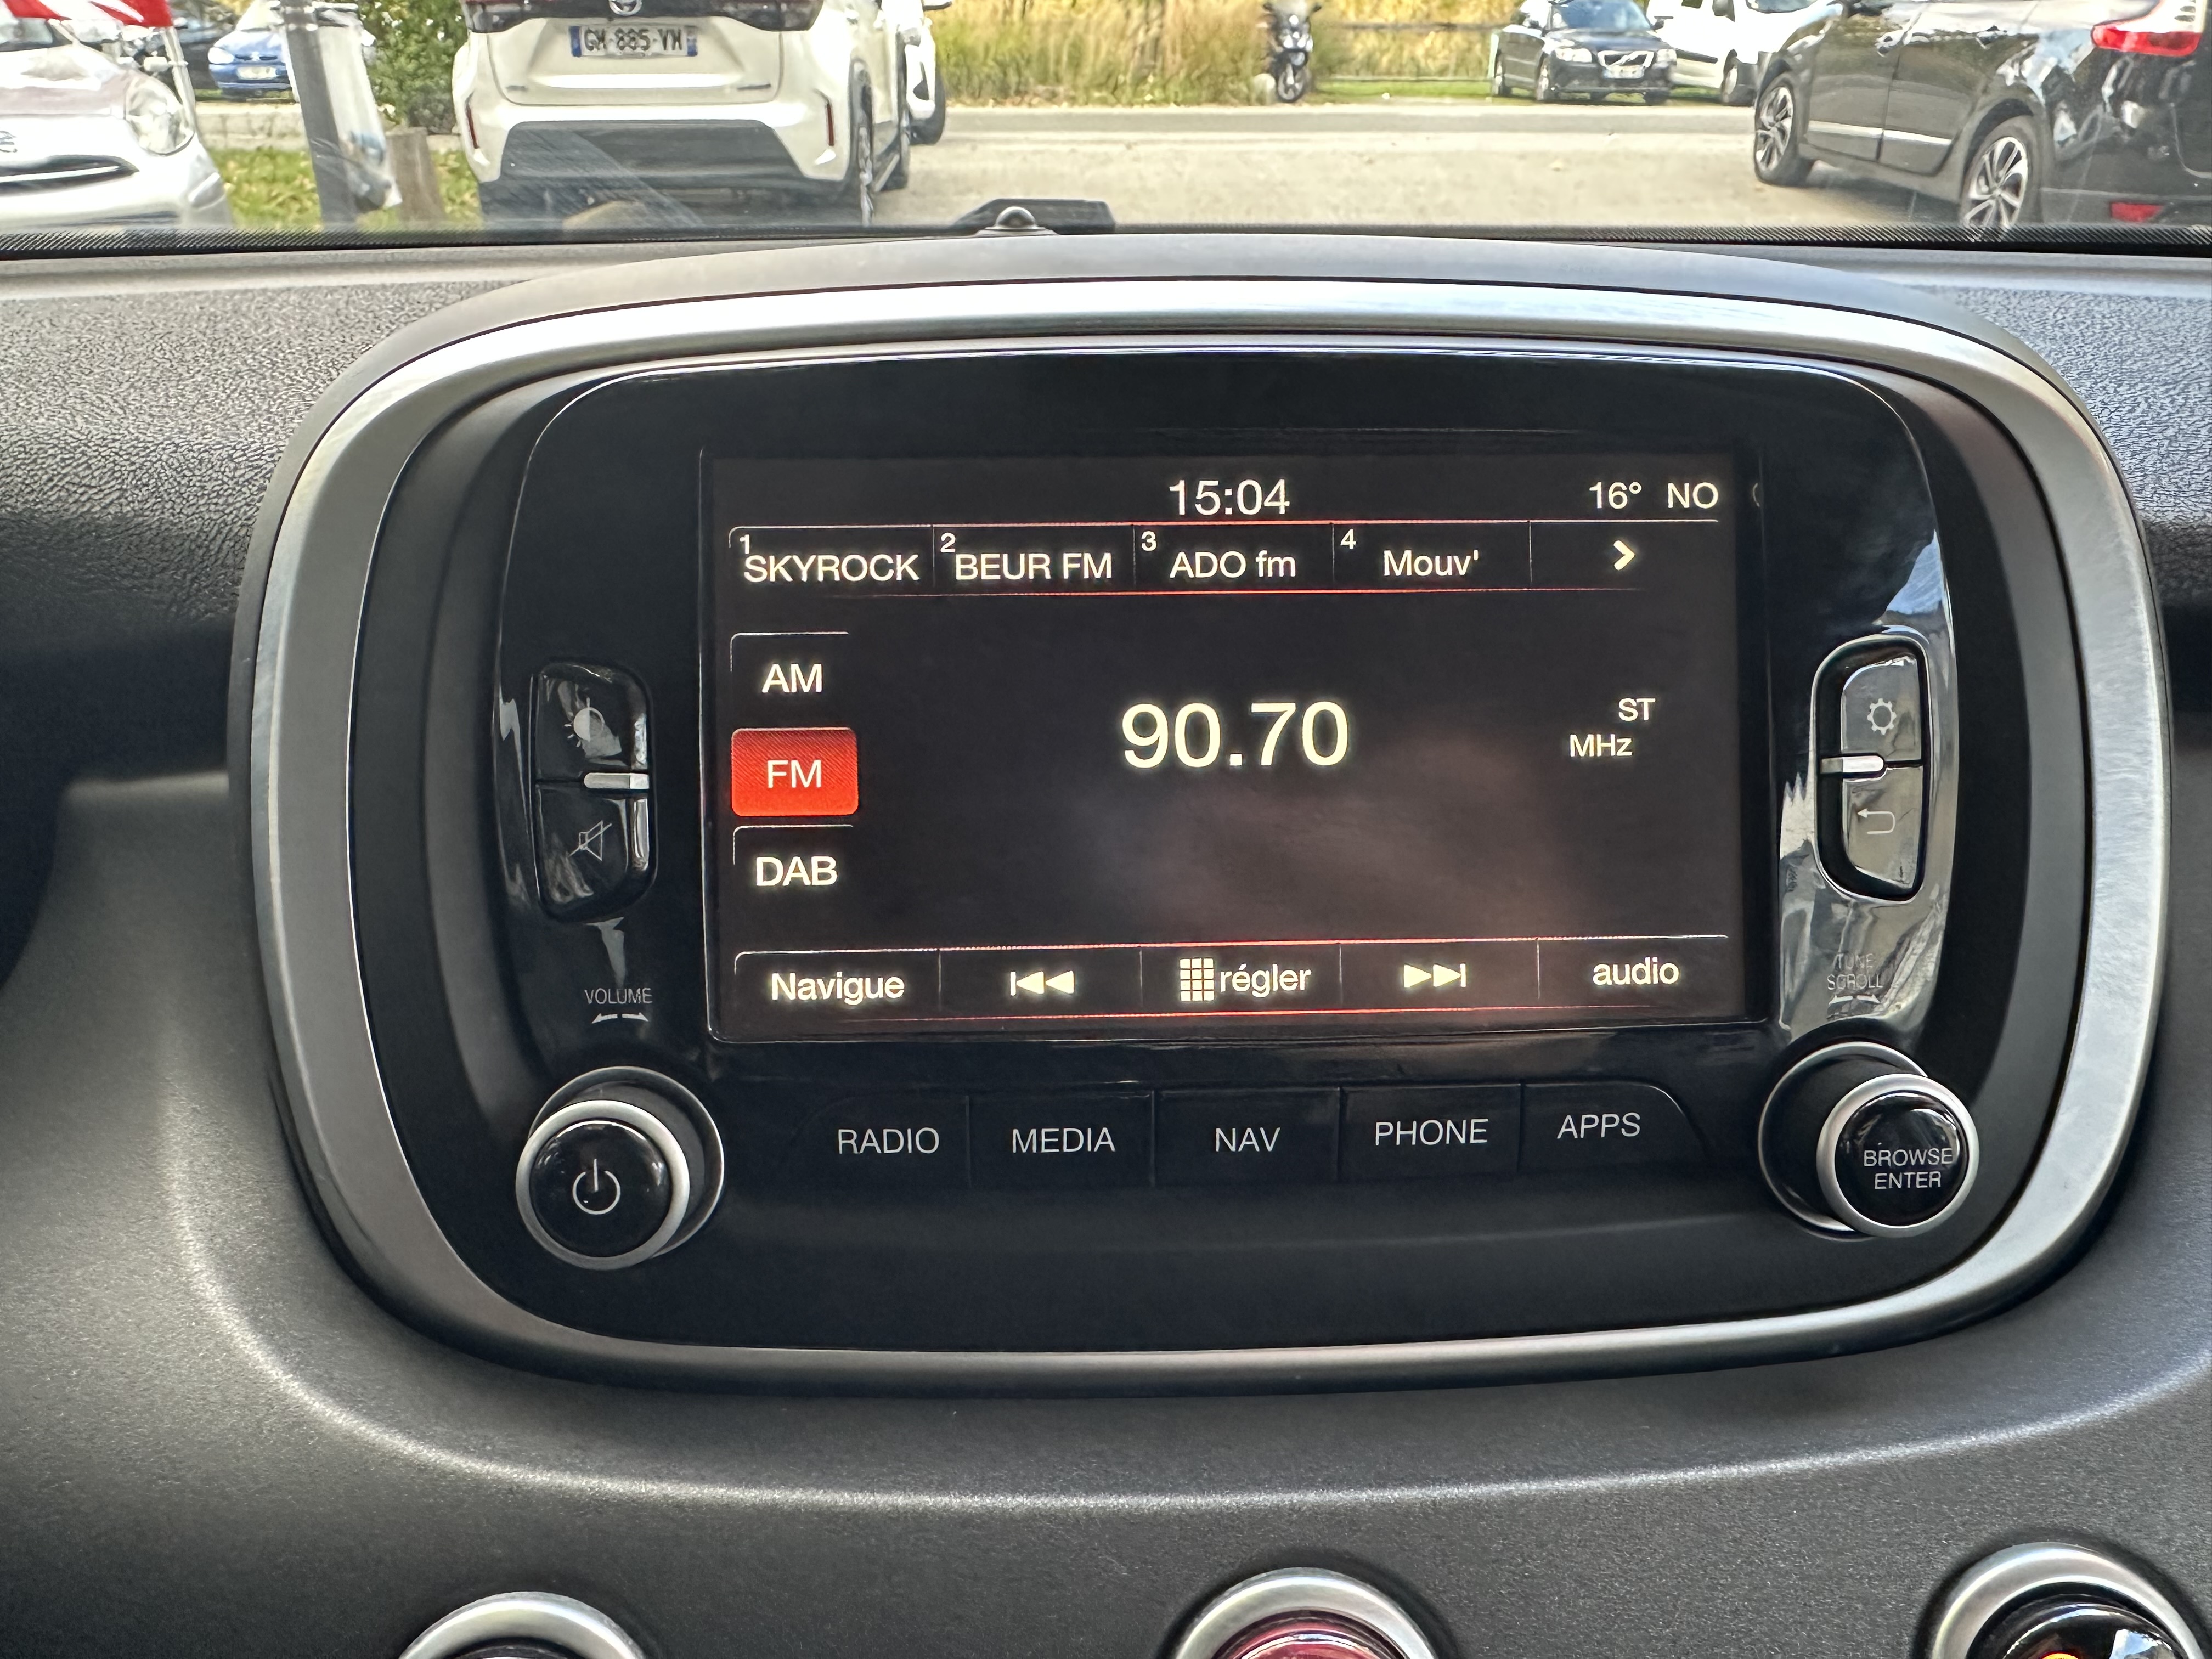 GM-885-YM
15:04 16° NO
1 SKYROCK 2 BEUR FM 3 ADO fm 4 Mouv'
AM
90.70 ST
MHz
FM
DAB
Navigue régler audio
VOLUME
TUNE
SCROLL
RADIO MEDIA NAV PHONE APPS
BROWSE
ENTER